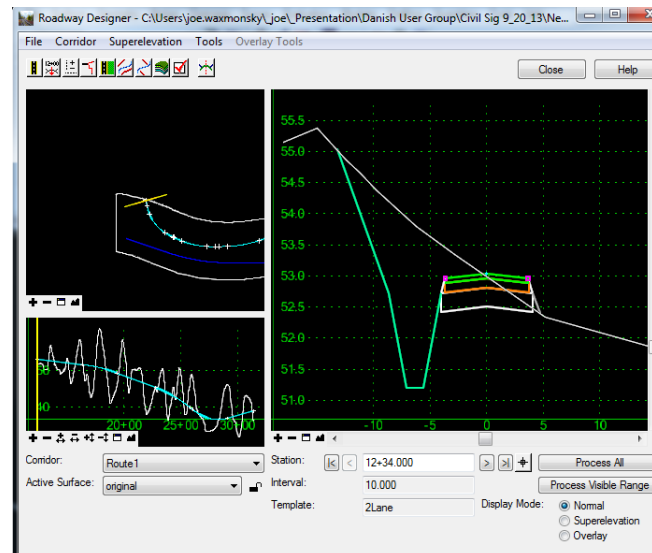 Roadway Designer - C:\Users\joe.waxmonsky\_joe\_Presentation\Danish User Group\Civil Sig 9_20_13\Ne...
File Corridor Superelevation Tools Overlay Tools
Close Help
55.5
55.0
54.5
54.0
53.5
53.0
52.5
52.0
51.5
51.0
-10 -5 0 5 10
40
20+00 25+00 30+00
Corridor: Route1
Active Surface: original
Station: 12+34.000
Interval: 10.000
Template: 2Lane
Process All
Process Visible Range
Display Mode: Normal
Superelevation
Overlay